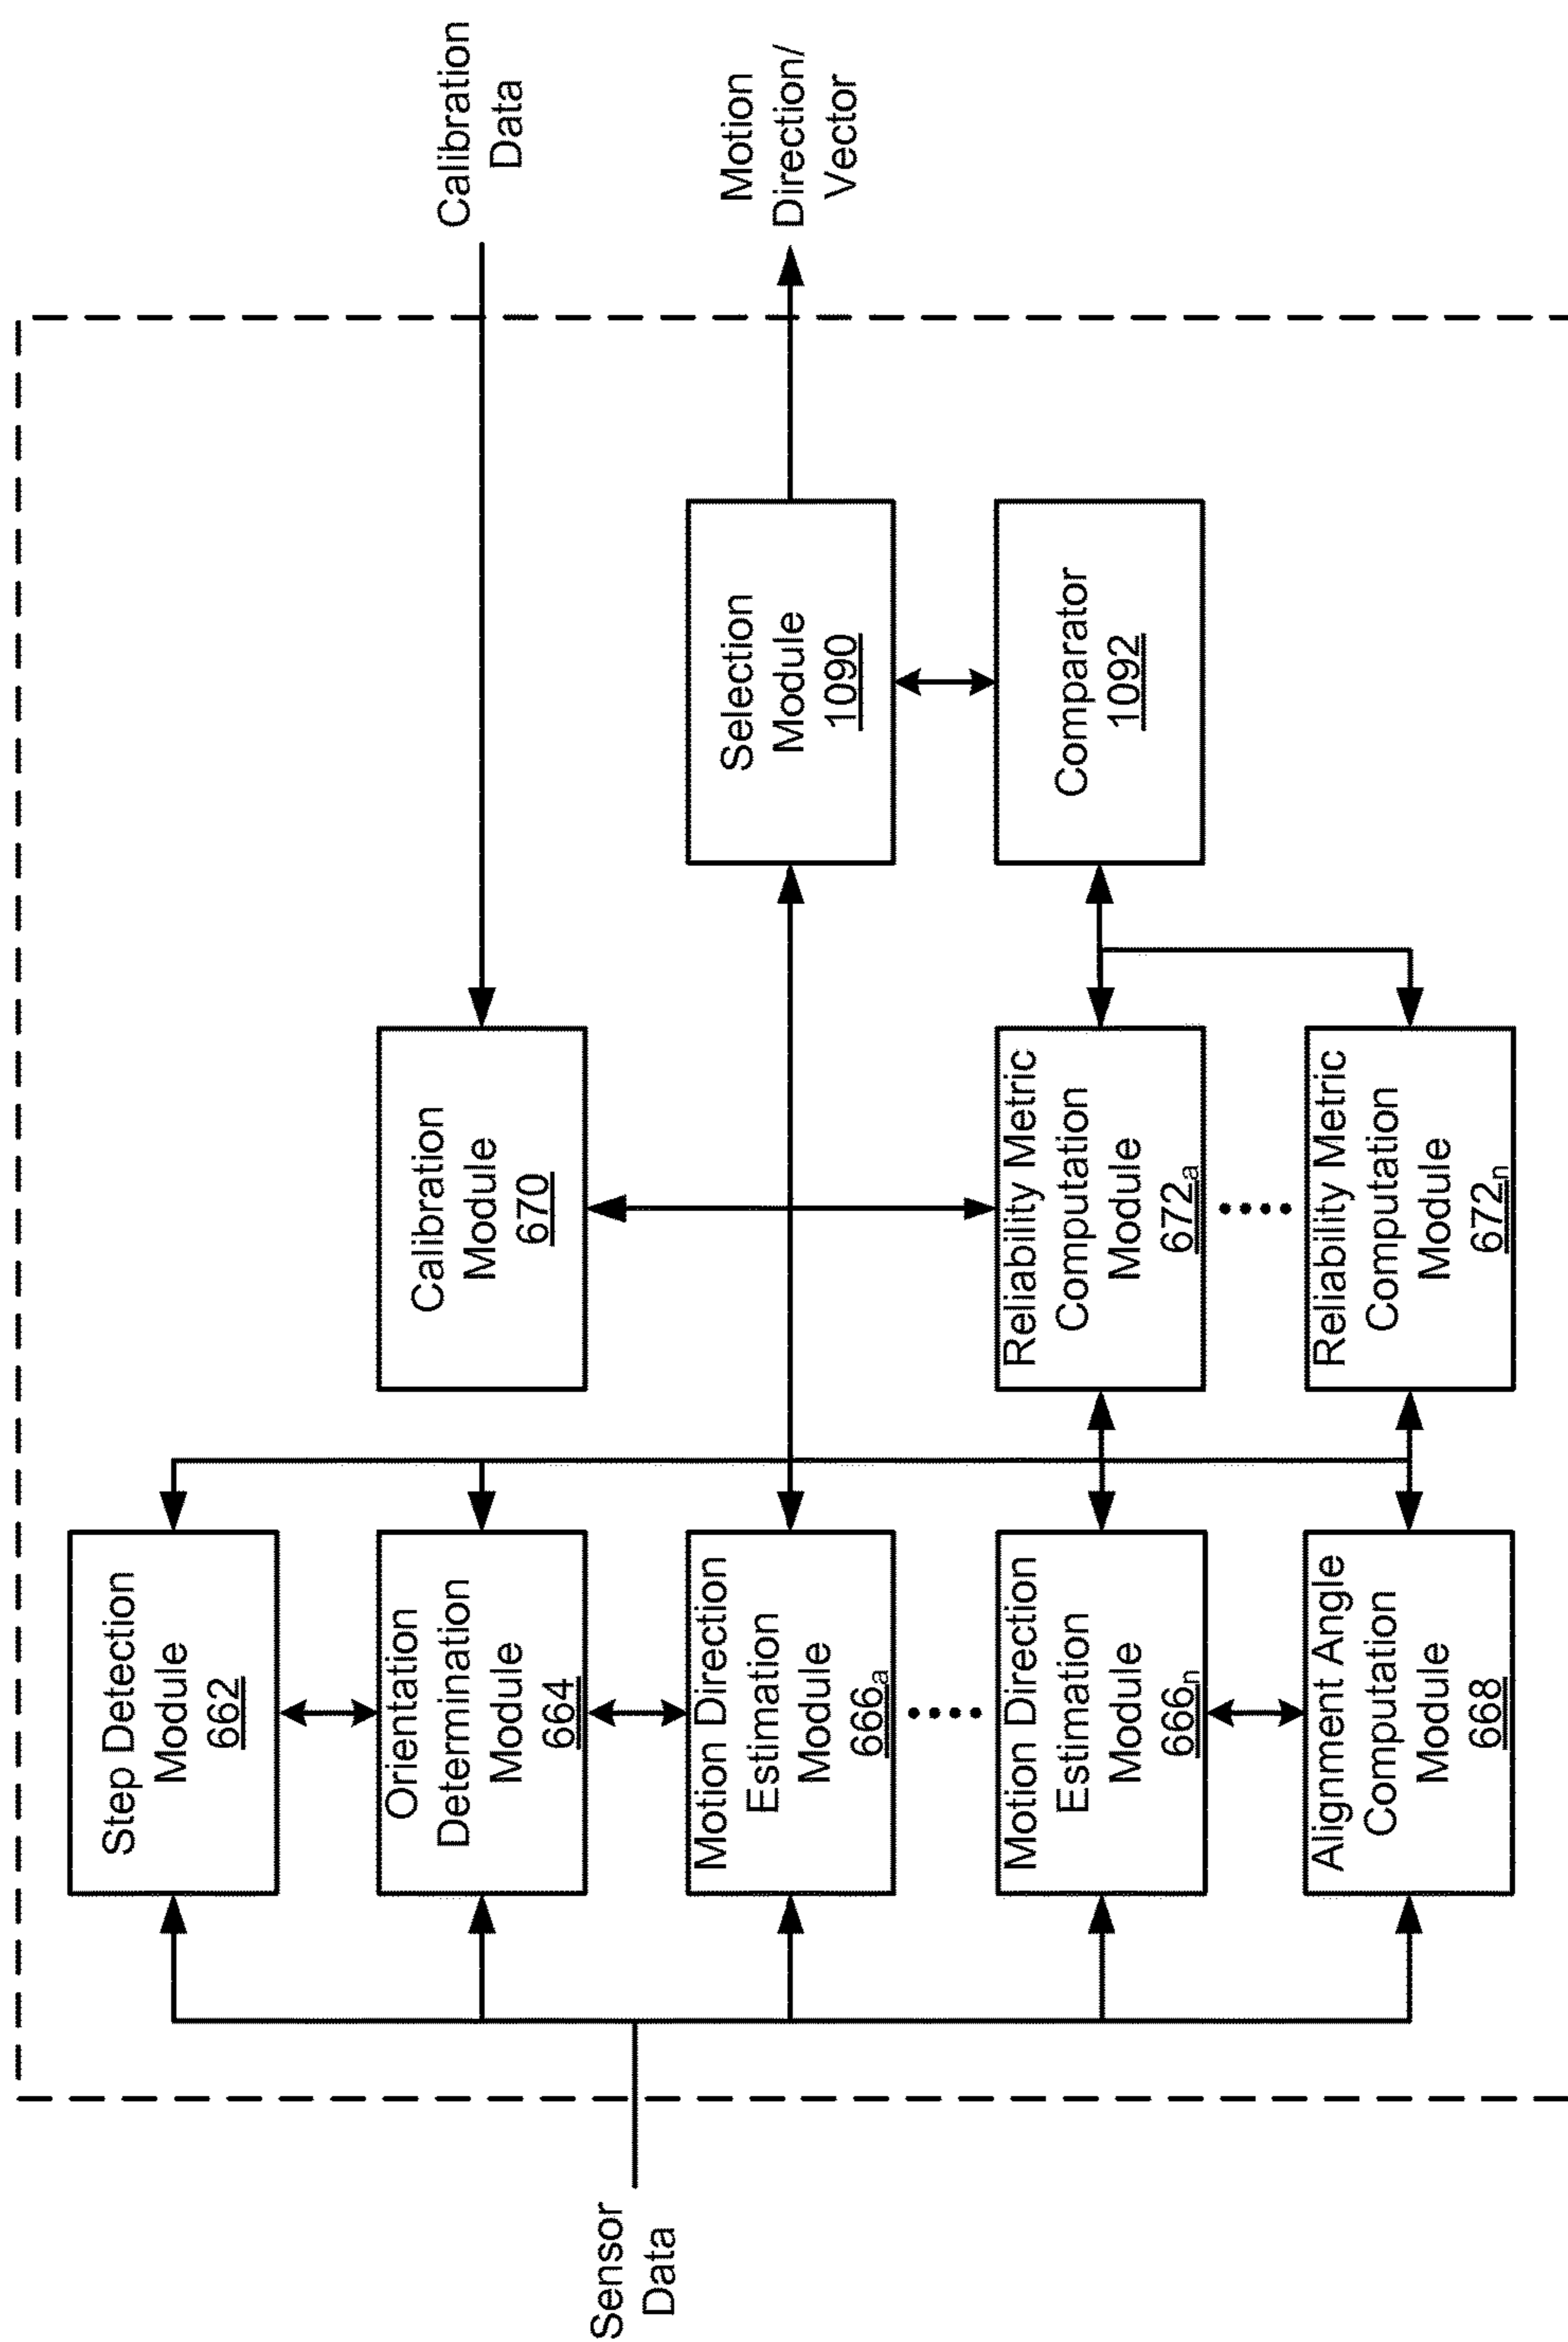 Sensor
Data
Step Detection
Module
662
Orientation
Determination
Module
664
Motion Direction
Estimation
Module
666a
Motion Direction
Estimation
Module
666n
Alignment Angle
Computation
Module
668
Calibration
Module
670
Reliability Metric
Computation
Module
672a
Reliability Metric
Computation
Module
672n
Selection
Module
1090
Comparator
1092
Calibration
Data
Motion
Direction/
Vector